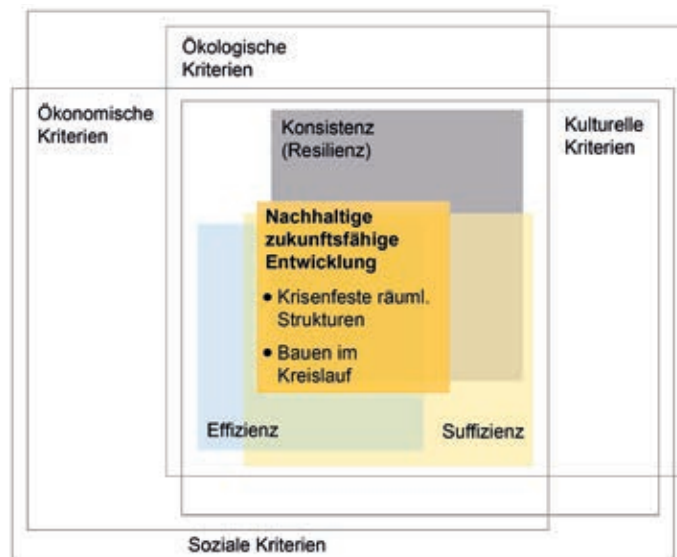 Ökologische
Kriterien
Ökonomische
Kriterien
Konsistenz
(Resilienz)
Kulturelle
Kriterien
Nachhaltige
zukunftsfähige
Entwicklung
• Krisenfeste räuml.
Strukturen
• Bauen im
Kreislauf
Effizienz
Suffizienz
Soziale Kriterien